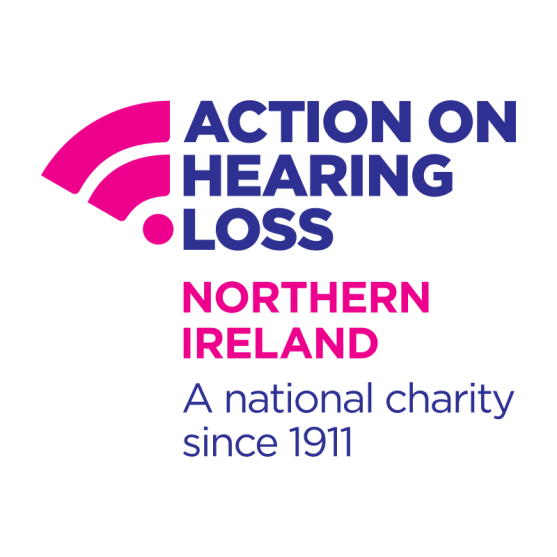 ACTION ON
HEARING
LOSS
NORTHERN
IRELAND
A national charity
since 1911